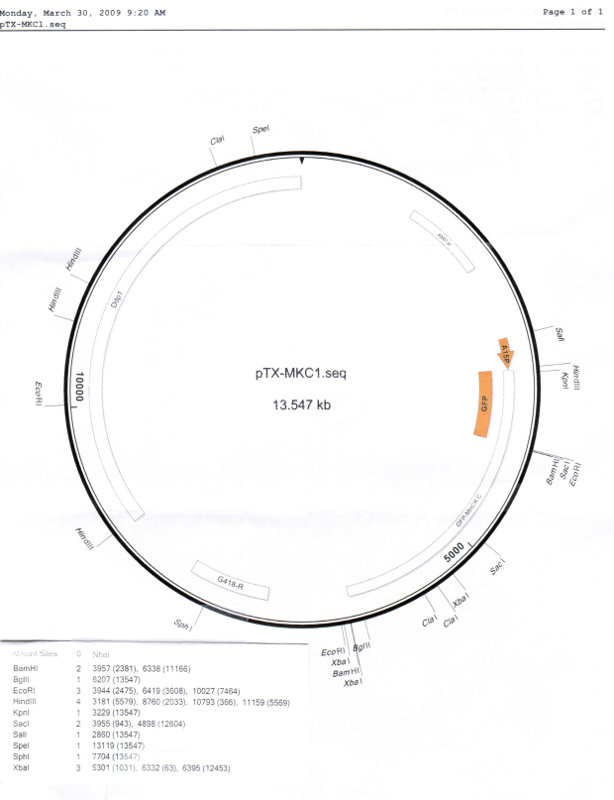 Monday, March 30, 2009 9:20 AM
Page 1 of 1
pTX-MKC1.seq
ClaI
SpeI
AMP-R
HindIII
Ddp1
HindIII
SalI
A15P
HindIII
KpnI
pTX-MKC1.seq
10000
EcoRI
13.547 kb
GFP
BamHI
SacI
EcoRI
GFP-MHCK C
HindIII
5000
SacI
G418-R
XbaI
ClaI
ClaI
SphI
EcoRI
BglII
XbaI
BamHI
XbaI
Absent Sites 0 NheI
BamHI 2 3957 (2381), 6338 (11166)
BglII 1 6207 (13547)
EcoRI 3 3944 (2475), 6419 (3608), 10027 (7464)
HindIII 4 3181 (5579), 8760 (2033), 10793 (366), 11159 (5569)
KpnI 1 3229 (13547)
SacI 2 3955 (943), 4898 (12604)
SalI 1 2860 (13547)
SpeI 1 13119 (13547)
SphI 1 7704 (13547)
XbaI 3 5301 (1031), 6332 (63), 6395 (12453)